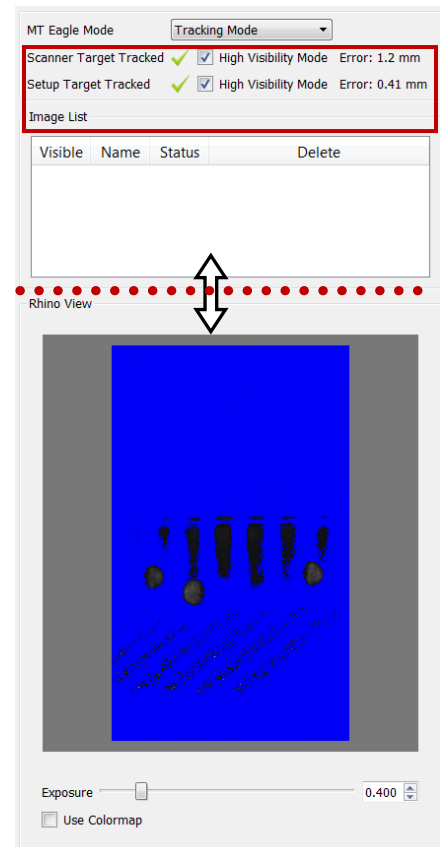 MT Eagle Mode Tracking Mode
Scanner Target Tracked High Visibility Mode Error: 1.2 mm
Setup Target Tracked High Visibility Mode Error: 0.41 mm
Image List
Visible Name Status Delete
Rhino View
Exposure 0.400
Use Colormap